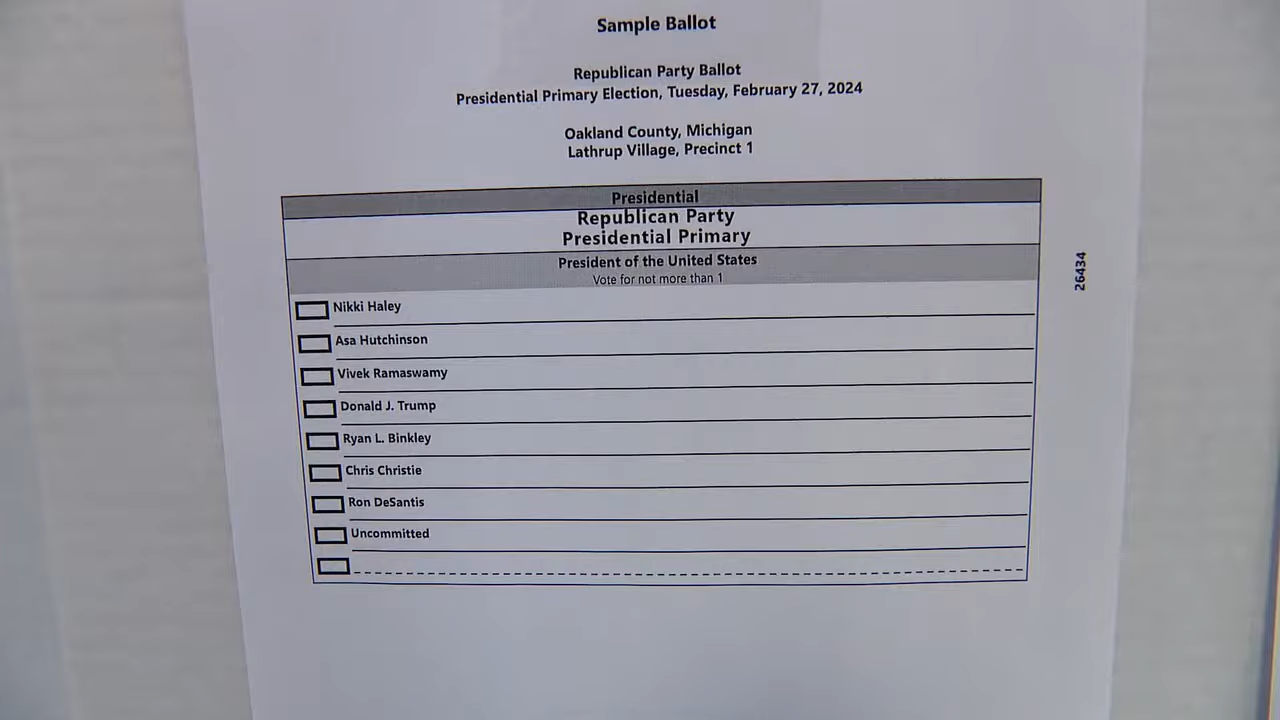 Sample Ballot
Republican Party Ballot
Presidential Primary Election, Tuesday, February 27, 2024
Oakland County, Michigan
Lathrup Village, Precinct 1
Presidential
Republican Party
Presidential Primary
President of the United States
Vote for not more than 1
Nikki Haley
Asa Hutchinson
Vivek Ramaswamy
Donald J. Trump
Ryan L. Binkley
Chris Christie
Ron DeSantis
Uncommitted
26434